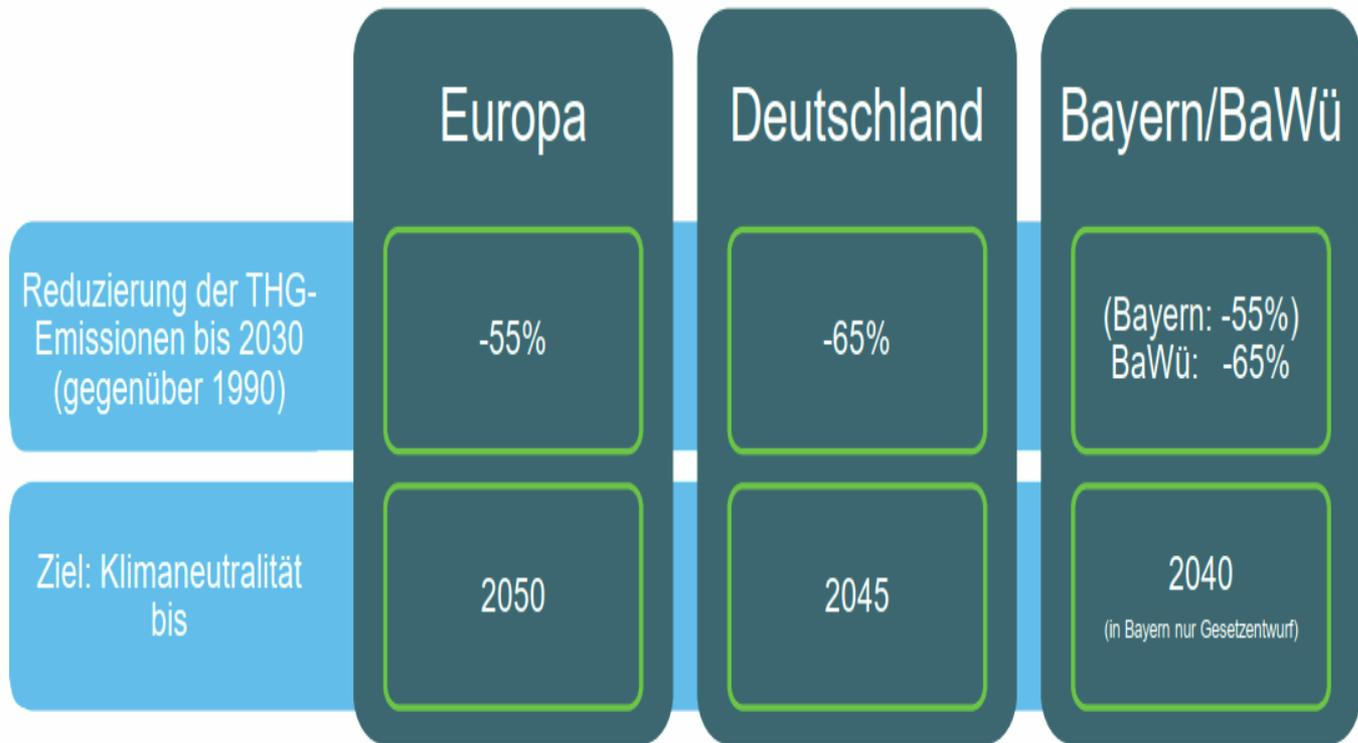 Europa
Deutschland
Bayern/BaWü
Reduzierung der THG-
Emissionen bis 2030
(gegenüber 1990)
-55%
-65%
(Bayern: -55%)
BaWü: -65%
Ziel: Klimaneutralität
bis
2050
2045
2040
(in Bayern nur Gesetzentwurf)